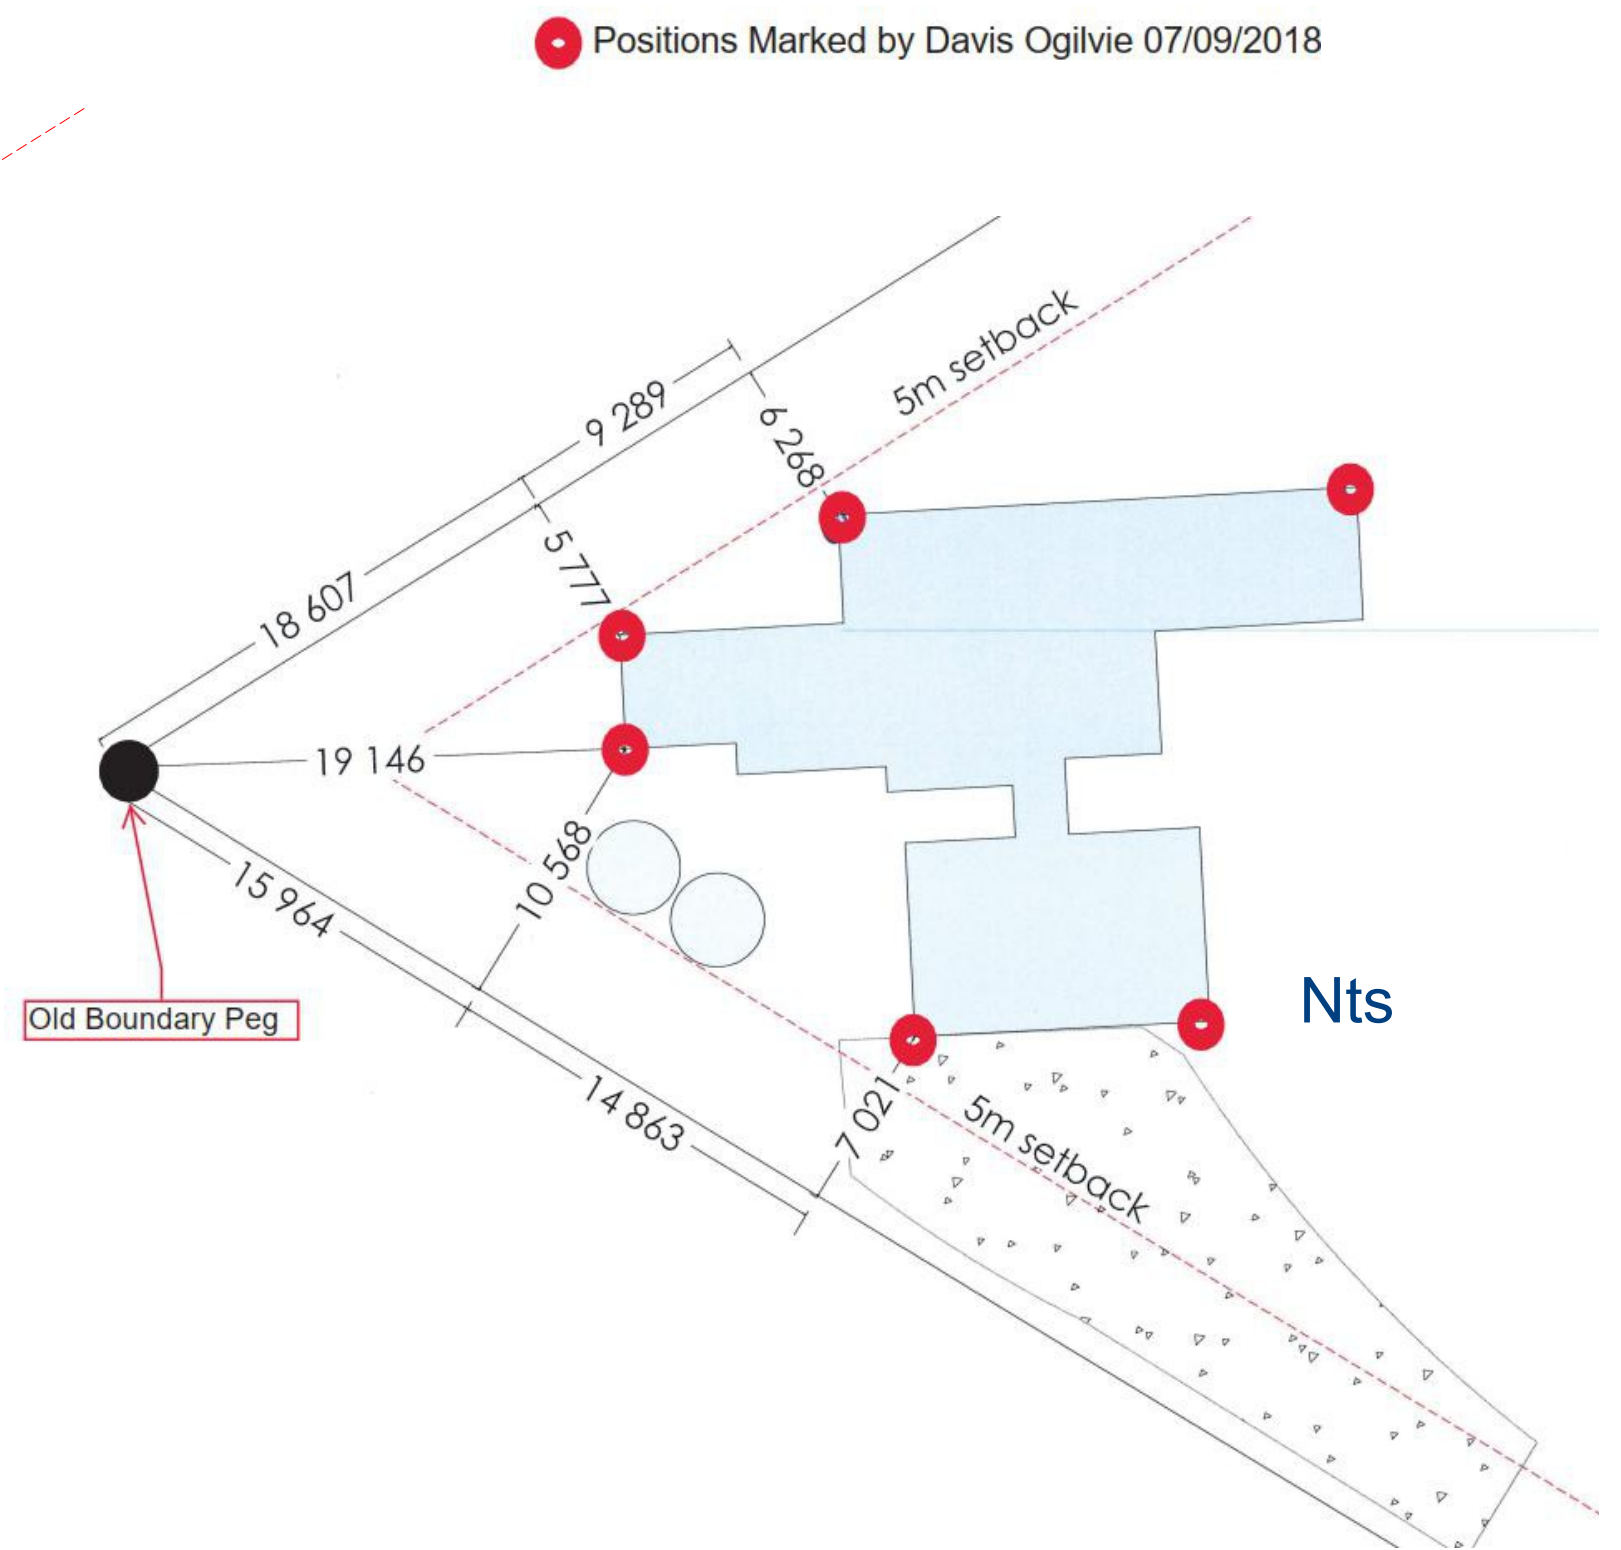 Positions Marked by Davis Ogilvie 07/09/2018
5m setback
9 289
6 268
18 607
5 777
19 146
10 568
15 964
Old Boundary Peg
Nts
14 863
7 021
5m setback